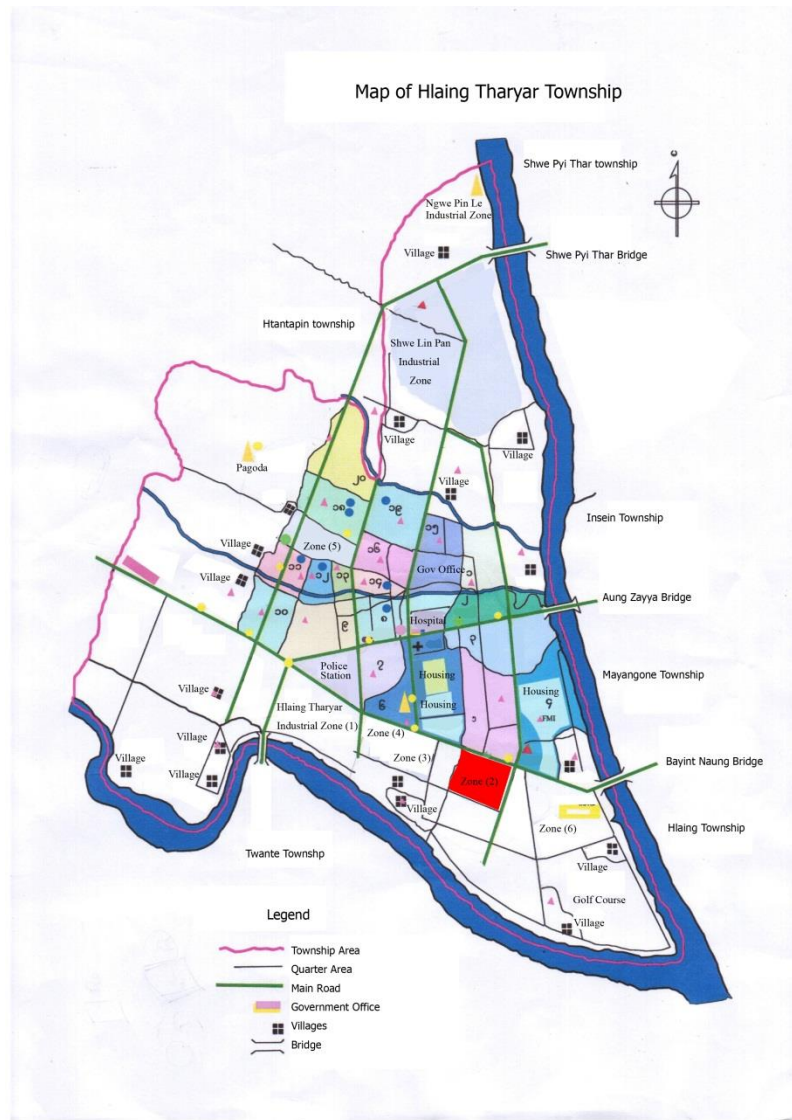 Map of Hlaing Tharyar Township
Shwe Pyi Thar township
Ngwe Pin Le
Industrial Zone
Village
Shwe Pyi Thar Bridge
Htantapin township
Shwe Lin Pan
Industrial
Zone
Village
Village
Pagoda
Village
၂၀
Insein Township
Village
Zone (5)
Gov Office
Village
Aung Zayya Bridge
Hospital
Police
Station
Housing
Mayangone Township
Housing
Village
Housing
FMI
Hlaing Tharyar
Industrial Zone (1)
Zone (4)
Village
Zone (3)
Bayint Naung Bridge
Village
Village
Zone (2)
Village
Zone (6)
Hlaing Township
Twante Townshp
Village
Golf Course
Village
Legend
Township Area
Quarter Area
Main Road
Government Office
Villages
Bridge